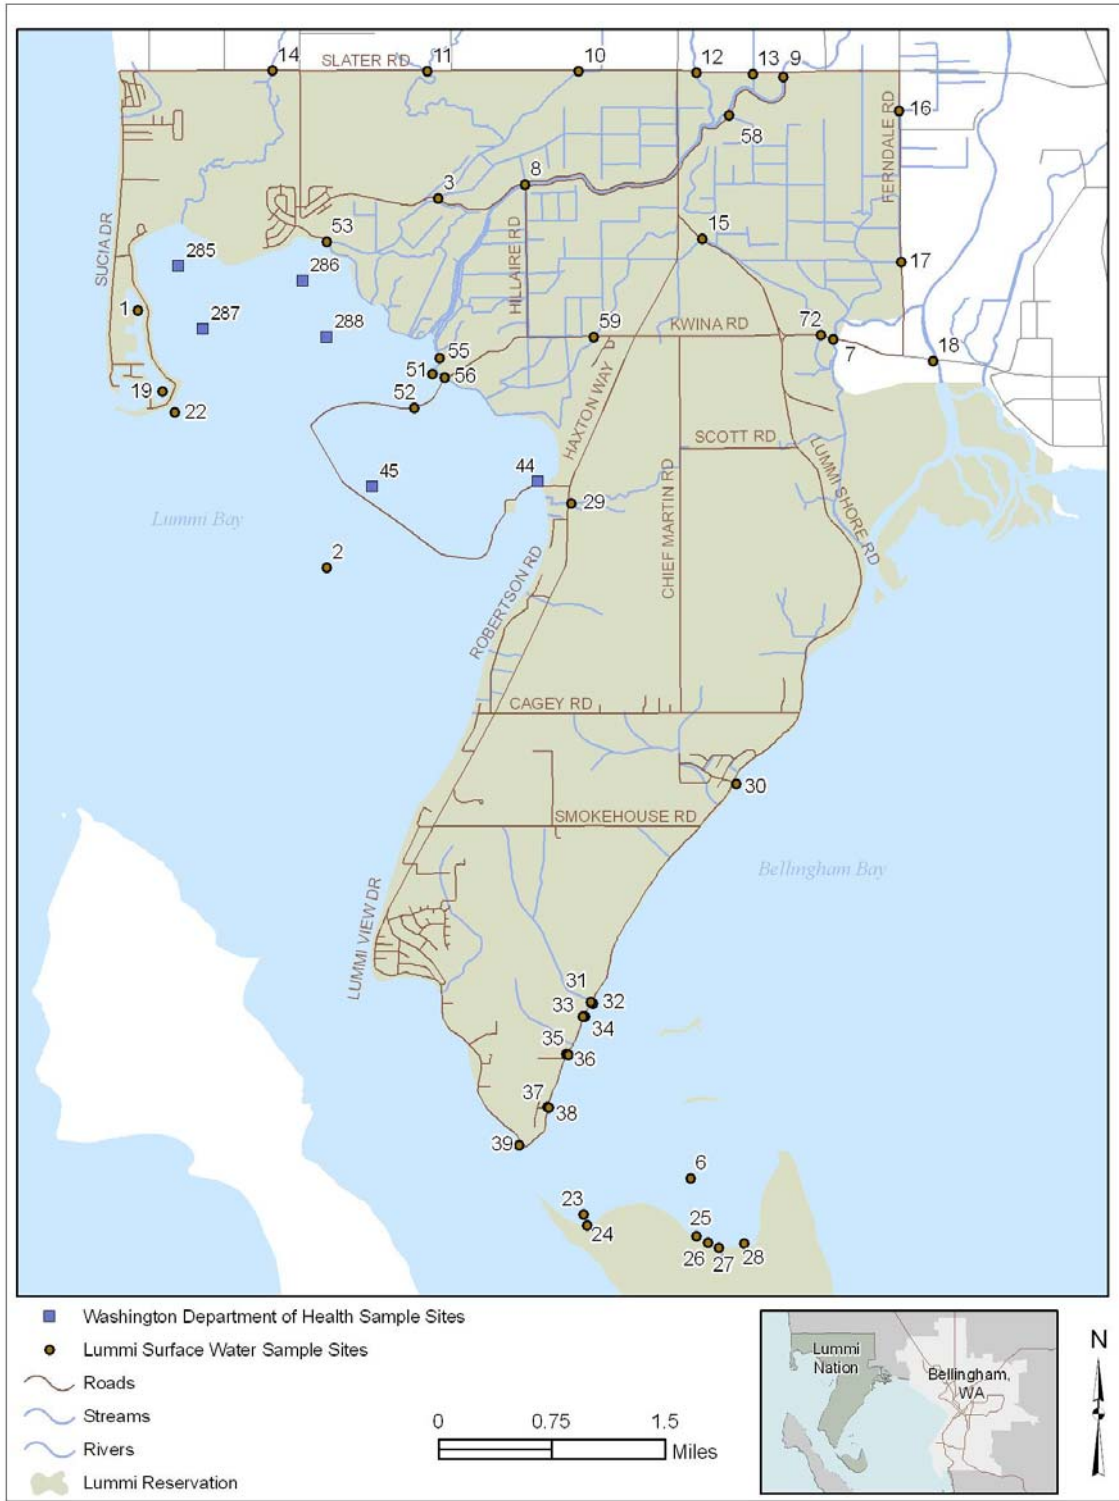 14
11
10
12
13
9
SLATER RD
16
58
FERNDALE RD
8
3
53
15
HILLAIRE RD
SUCIA DR
285
286
17
1
287
288
59
KWINA RD
72
7
18
55
51
56
52
19
22
HAXTON WAY
SCOTT RD
LUMMI SHORE RD
45
44
29
CHIEF MARTIN RD
Lummi Bay
2
ROBERTSON RD
CAGEY RD
30
SMOKEHOUSE RD
Bellingham Bay
LUMMI VIEW DR
31
32
33
34
35
36
37
38
39
6
23
24
25
26
27
28
Washington Department of Health Sample Sites
Lummi Surface Water Sample Sites
Roads
Streams
Rivers
Lummi Reservation
0 0.75 1.5
Miles
Lummi
Nation
Bellingham,
WA
N